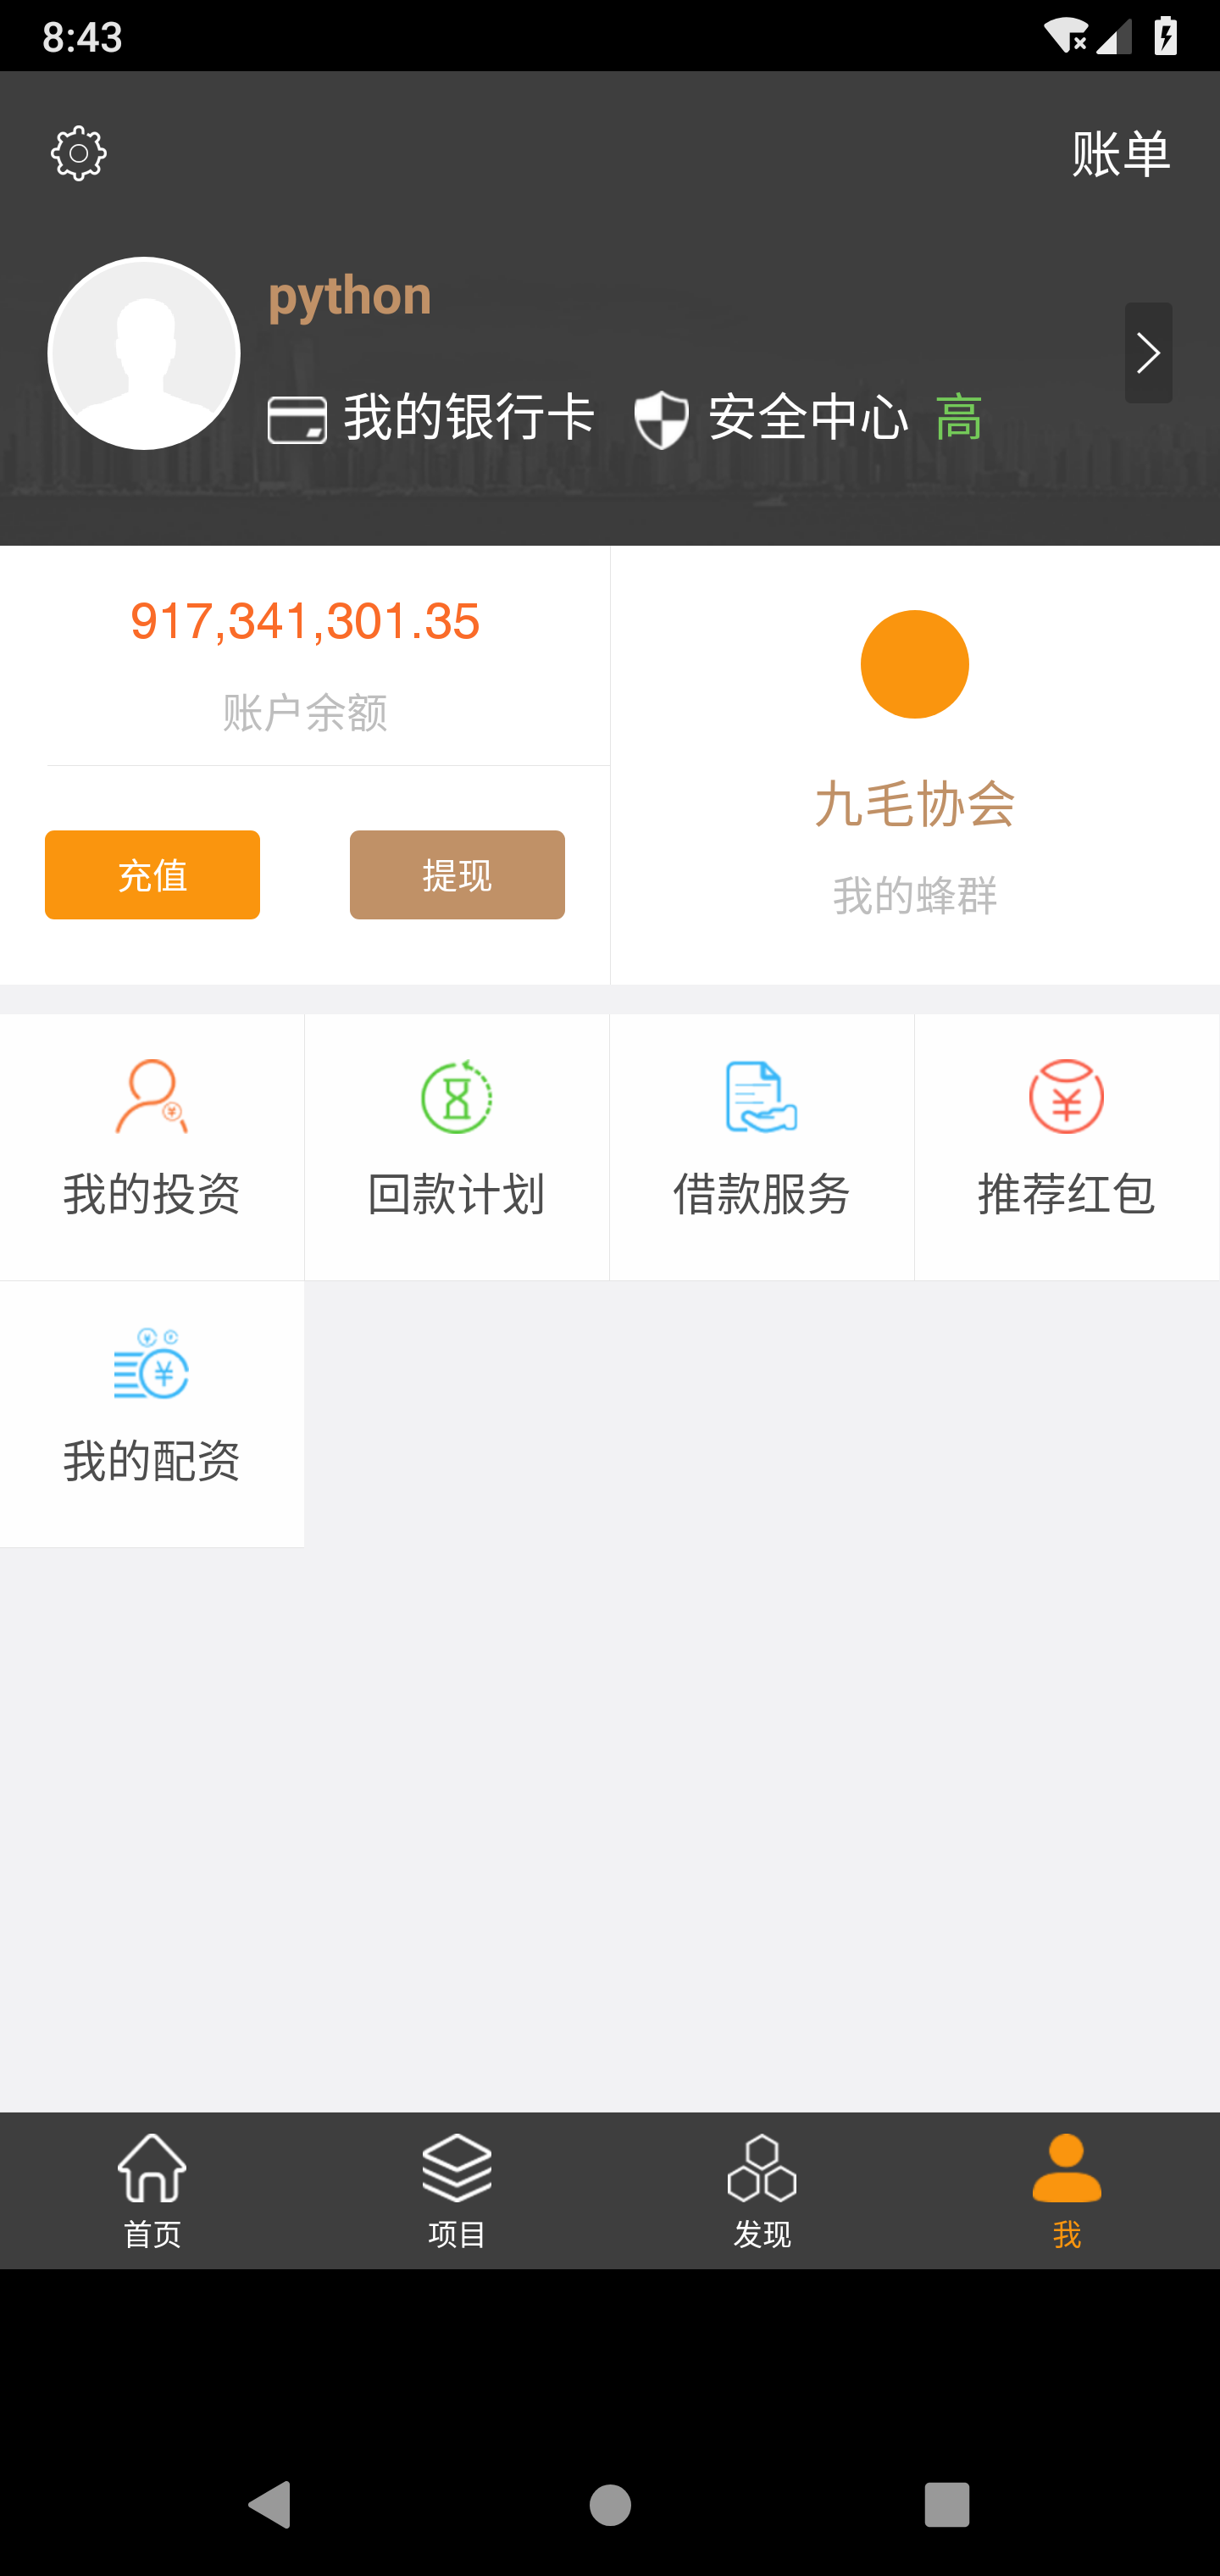 8:43
账单
python
我的银行卡 安全中心 高
917,341,301.35
账户余额
充值 提现
九毛协会
我的蜂群
我的投资 回款计划 借款服务 推荐红包
我的配资
首页 项目 发现 我